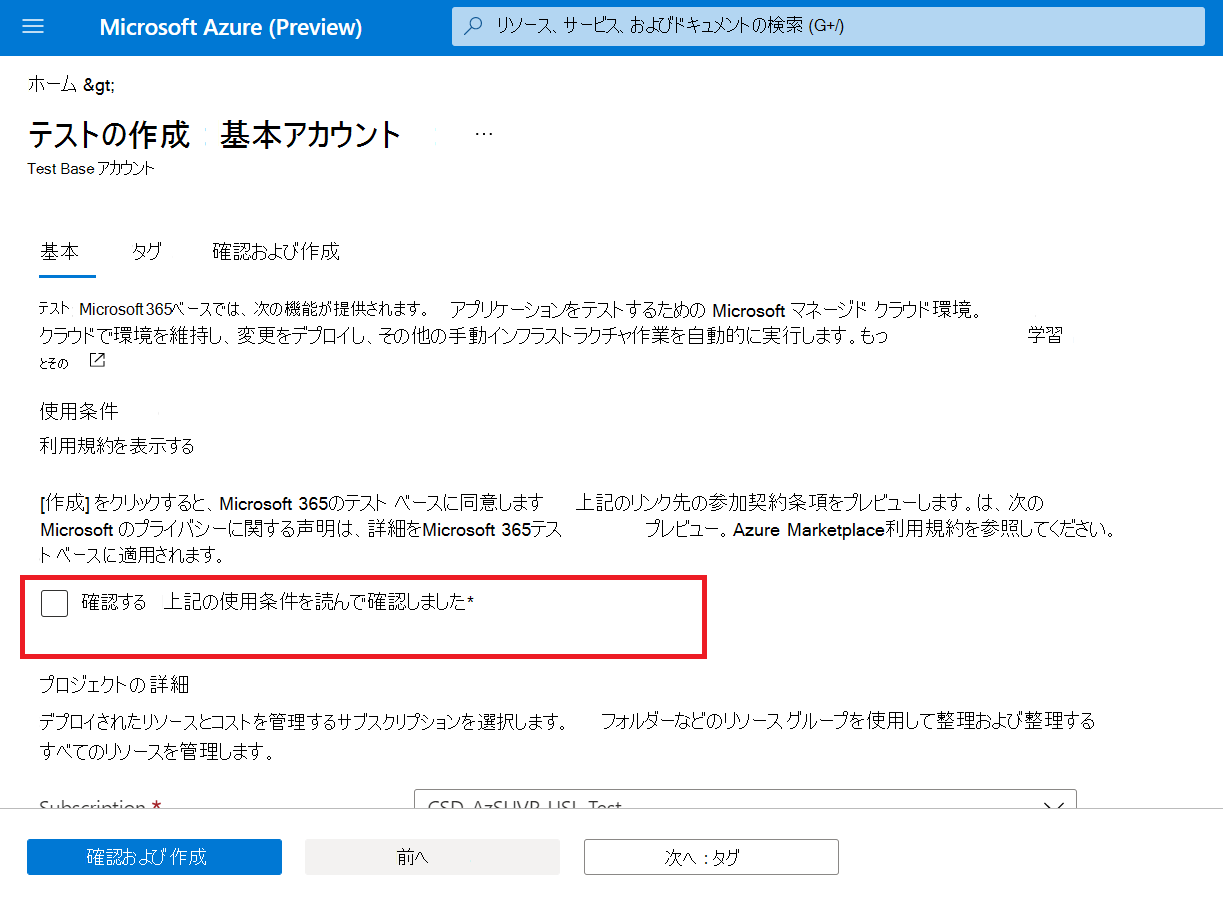 Microsoft Azure (Preview)
リソース、サービス、およびドキュメントの検索 (G+/)
ホーム &gt;
テストの作成 基本アカウント ...
Test Base アカウント
基本 タグ 確認および作成
テスト Microsoft 365ベースでは、次の機能が提供されます。 アプリケーションをテストするための Microsoft マネージド クラウド環境。
クラウドで環境を維持し、変更をデプロイし、その他の手動インフラストラクチャ作業を自動的に実行します。もっ 学習
とその
使用条件
利用規約を表示する
[作成] をクリックすると、Microsoft 365のテスト ベースに同意します 上記のリンク先の参加契約条項をプレビューします。は、次の
Microsoft のプライバシーに関する声明は、詳細をMicrosoft 365テス プレビュー。Azure Marketplace利用規約を参照してください。
ト ベースに適用されます。
確認する 上記の使用条件を読んで確認しました*
プロジェクトの詳細
デプロイされたリソースとコストを管理するサブスクリプションを選択します。 フォルダーなどのリソース グループを使用して整理および整理する
すべてのリソースを管理します。
Subscription * CSD_AzSUVP_USL_Test
確認および作成 前へ 次へ : タグ